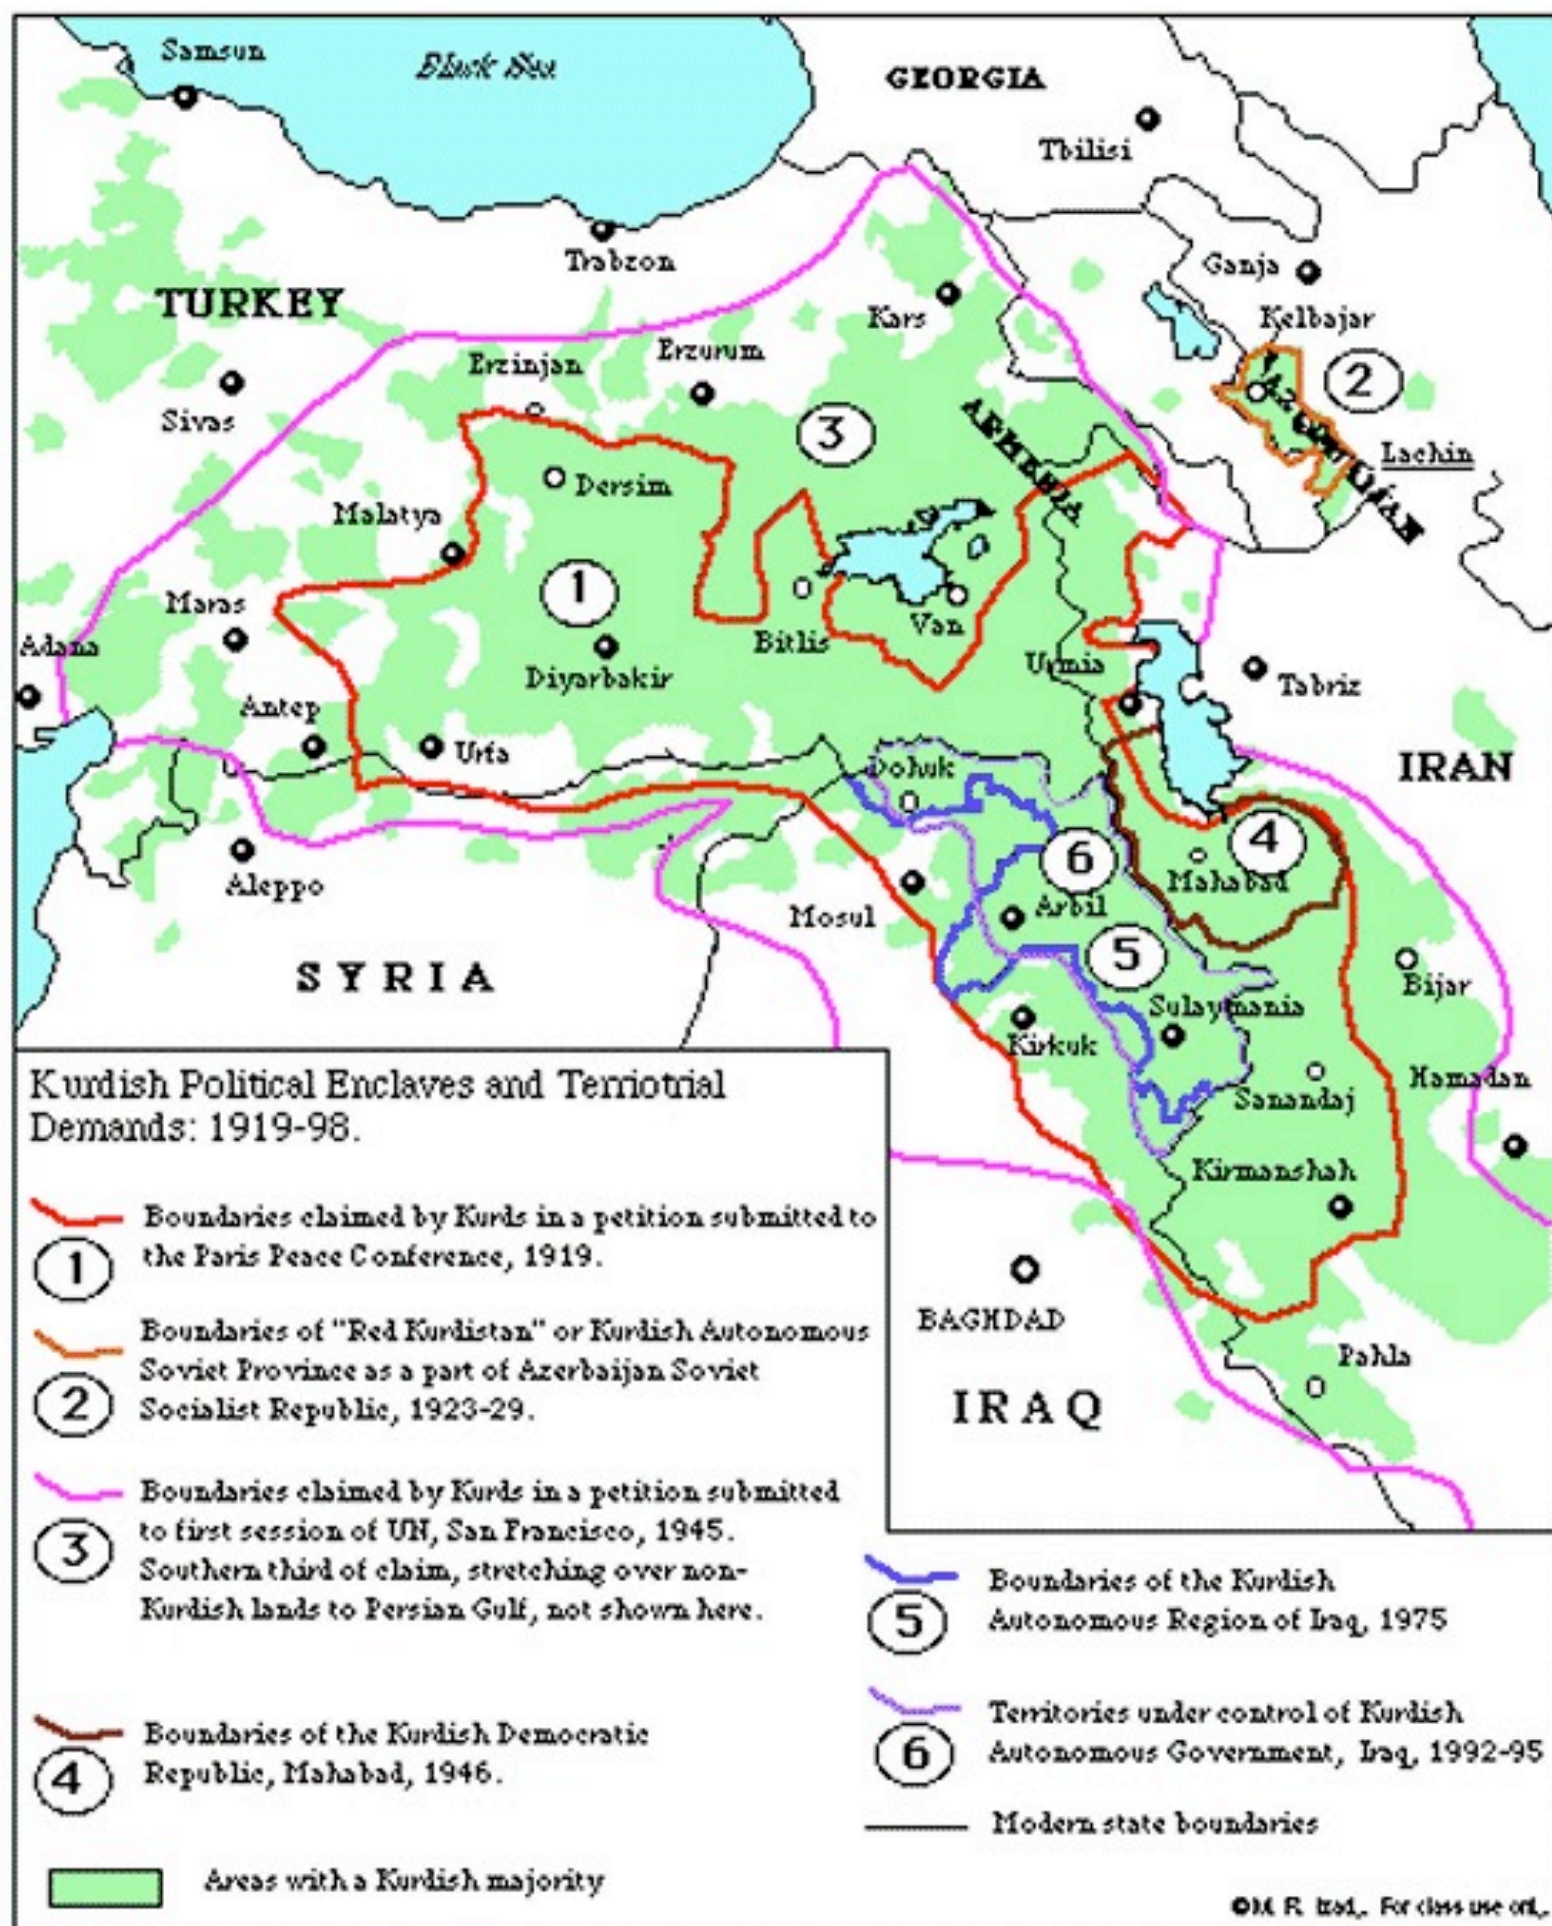 Samsun
Black Sea
GEORGIA
Tbilisi
Trabzon
Ganja
TURKEY
Kars
Kelbajar
Erzinjan
Erzurum
2
Sivas
3
ARMENIA
AZERBAIJAN
Lachin
Dersim
Malatya
1
Maras
Van
Adana
Bitlis
Urmia
Diyarbakir
Tabriz
Antep
Urfa
IRAN
Dohuk
4
6
Mahabad
Aleppo
Mosul
Arbil
5
SYRIA
Bijar
Sulaymania
Kirkuk
Hamadan
Sanandaj
Kirmanshah
BAGHDAD
Pahla
IRAQ
Kurdish Political Enclaves and Terriotrial
Demands: 1919-98.
Boundaries claimed by Kurds in a petition submitted to
1 the Paris Peace Conference, 1919.
Boundaries of "Red Kurdistan" or Kurdish Autonomous
Soviet Province as a part of Azerbaijan Soviet
2 Socialist Republic, 1923-29.
Boundaries claimed by Kurds in a petition submitted
to first session of UN, San Francisco, 1945.
3 Southern third of claim, stretching over non-
Kurdish lands to Persian Gulf, not shown here.
Boundaries of the Kurdish Democratic
4 Republic, Mahabad, 1946.
Areas with a Kurdish majority
Boundaries of the Kurdish
5 Autonomous Region of Iraq, 1975
Territories under control of Kurdish
6 Autonomous Government, Iraq, 1992-95
Modern state boundaries
©M. R. Izad,. For class use onl,.